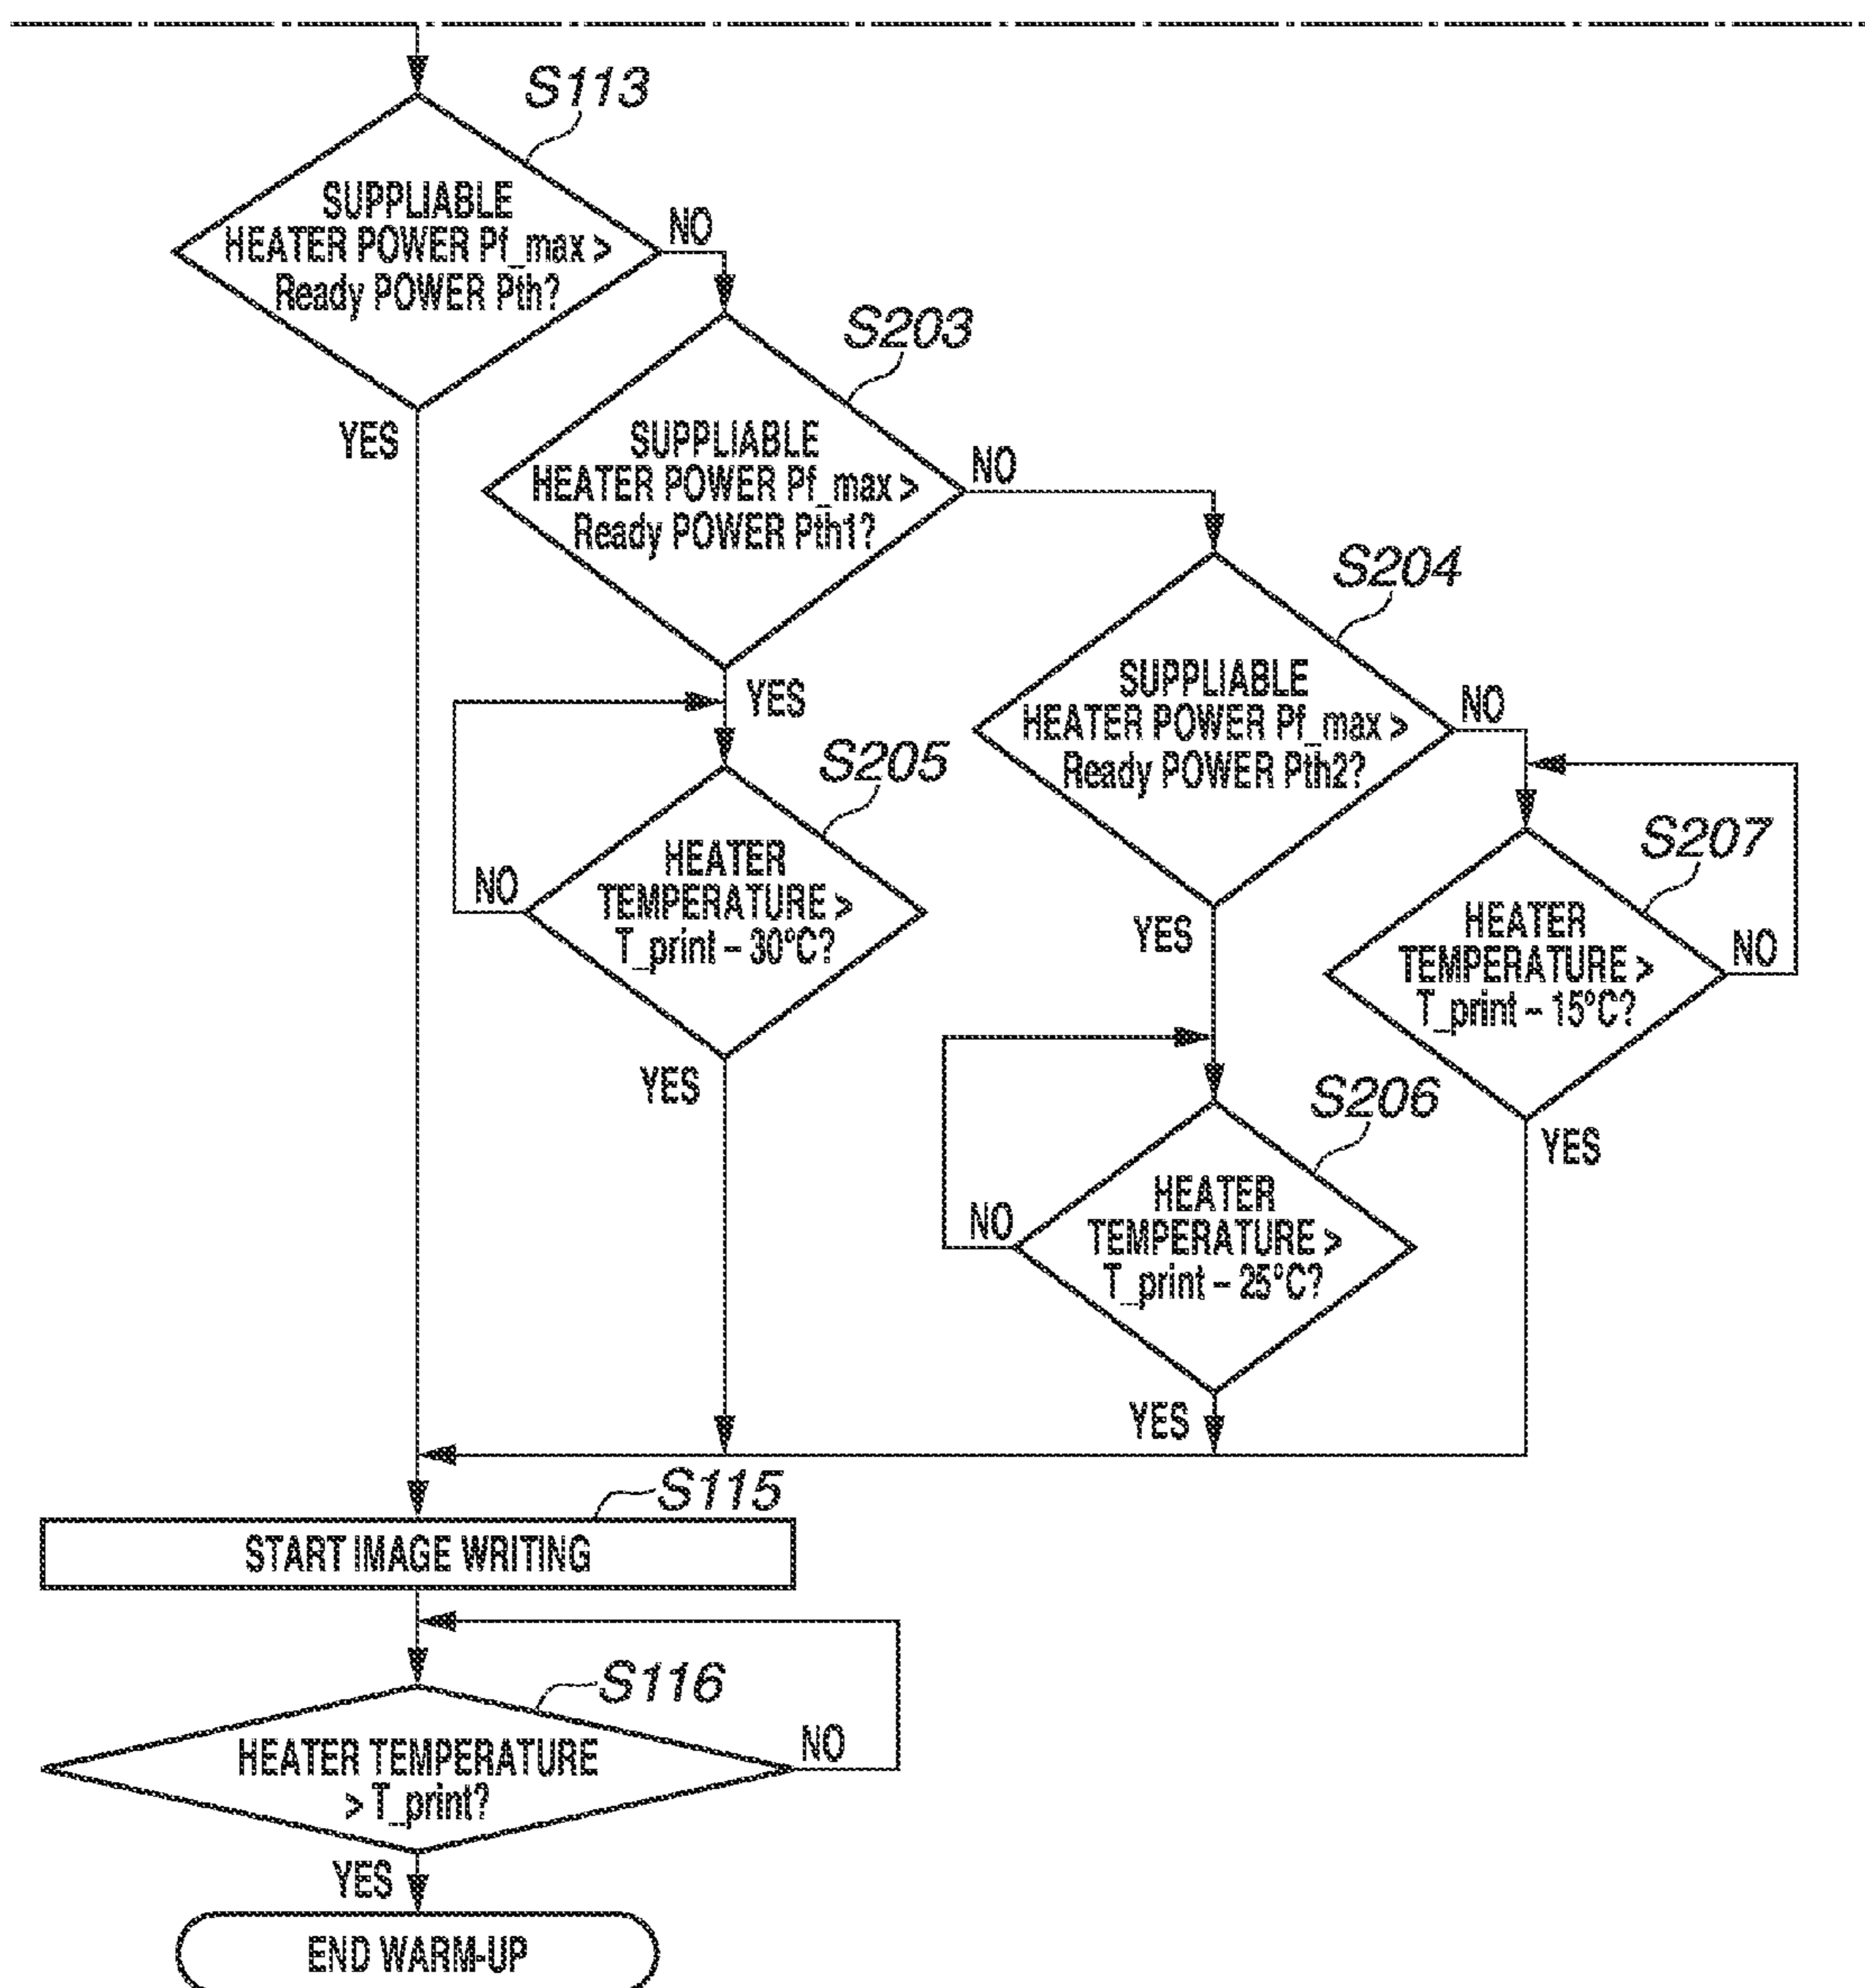 S113
SUPPLIABLE
HEATER POWER Pf_max >
Ready POWER Pth?
NO
YES
S203
SUPPLIABLE
HEATER POWER Pf_max >
Ready POWER Pth1?
NO
YES
S204
SUPPLIABLE
HEATER POWER Pf_max >
Ready POWER Pth2?
NO
YES
S205
HEATER
TEMPERATURE >
T_print – 30°C?
NO
YES
S207
HEATER
TEMPERATURE >
T_print – 15°C?
NO
YES
S206
HEATER
TEMPERATURE >
T_print – 25°C?
NO
YES
S115
START IMAGE WRITING
S116
HEATER TEMPERATURE
> T_print?
NO
YES
END WARM-UP